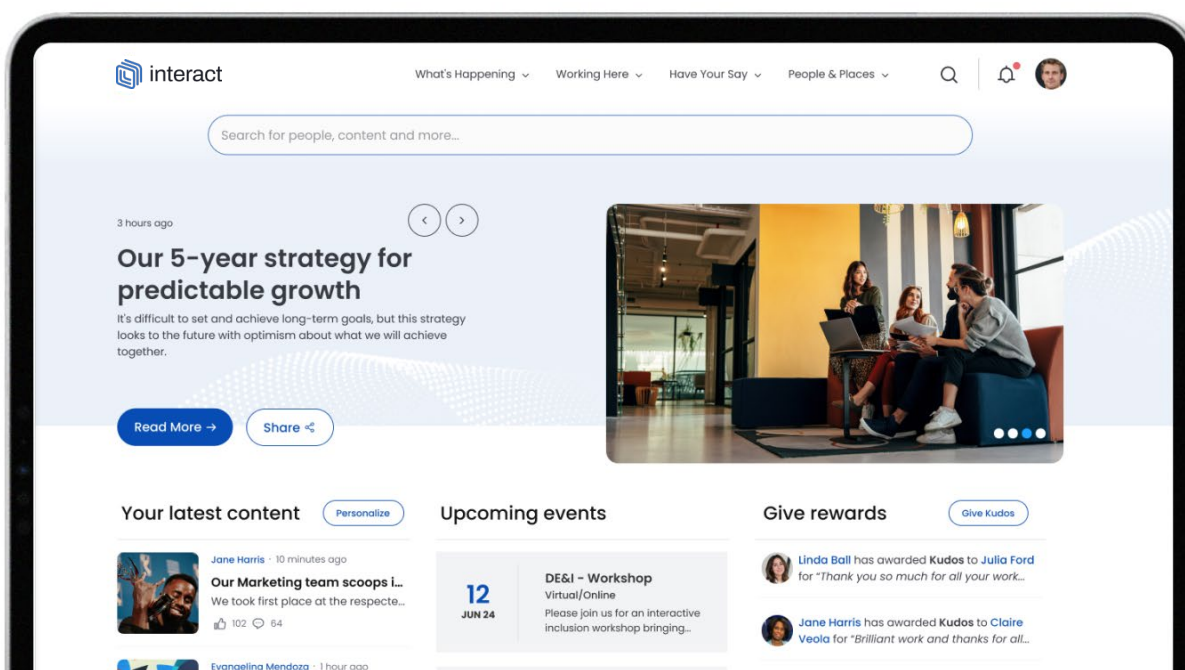 interact
What's Happening
Working Here
Have Your Say
People & Places
Search for people, content and more...
3 hours ago
Our 5-year strategy for
predictable growth
It's difficult to set and achieve long-term goals, but this strategy
looks to the future with optimism about what we will achieve
together.
Read More →
Share
Your latest content
Personalize
Jane Harris · 10 minutes ago
Our Marketing team scoops i...
We took first place at the respecte...
102 64
Evangelina Mendoza · 1 hour ago
Upcoming events
12
JUN 24
DE&I - Workshop
Virtual/Online
Please join us for an interactive
inclusion workshop bringing...
Give rewards
Give Kudos
Linda Ball has awarded Kudos to Julia Ford
for "Thank you so much for all your work...
Jane Harris has awarded Kudos to Claire
Veola for "Brilliant work and thanks for all...